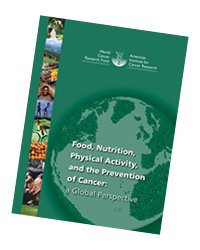 World
Cancer
Research Fund
American
Institute for
Cancer Research
Food, Nutrition,
Physical Activity,
and the Prevention
of Cancer:
a Global Perspective